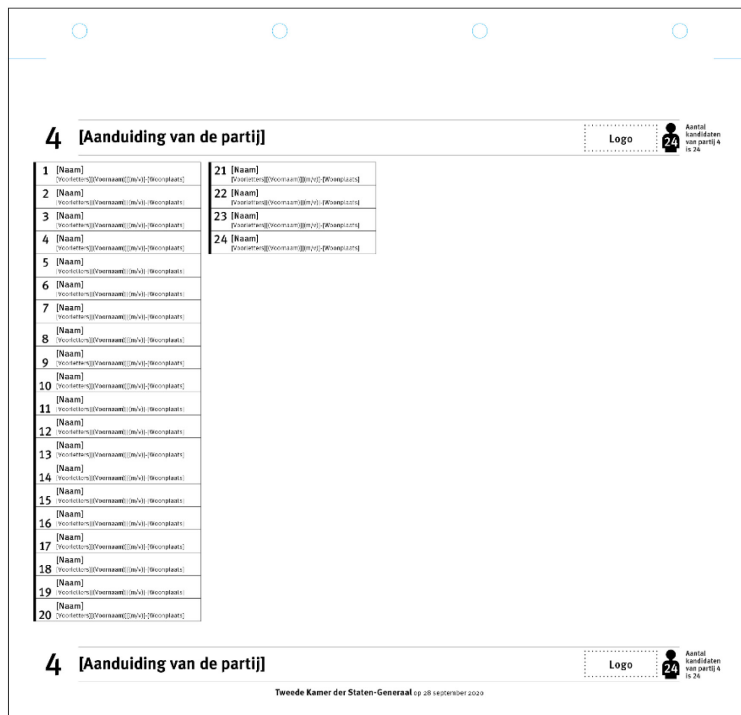 4 [Aanduiding van de partij] Logo 24 Aantal kandidaten van partij 4 is 24
1 [Naam]
[Voorletters][(Voornaam)][(m/v)]-[Woonplaats]
2 [Naam]
[Voorletters][(Voornaam)][(m/v)]-[Woonplaats]
3 [Naam]
[Voorletters][(Voornaam)][(m/v)]-[Woonplaats]
4 [Naam]
[Voorletters][(Voornaam)][(m/v)]-[Woonplaats]
5 [Naam]
[Voorletters][(Voornaam)][(m/v)]-[Woonplaats]
6 [Naam]
[Voorletters][(Voornaam)][(m/v)]-[Woonplaats]
7 [Naam]
[Voorletters][(Voornaam)][(m/v)]-[Woonplaats]
8 [Naam]
[Voorletters][(Voornaam)][(m/v)]-[Woonplaats]
9 [Naam]
[Voorletters][(Voornaam)][(m/v)]-[Woonplaats]
10 [Naam]
[Voorletters][(Voornaam)][(m/v)]-[Woonplaats]
11 [Naam]
[Voorletters][(Voornaam)][(m/v)]-[Woonplaats]
12 [Naam]
[Voorletters][(Voornaam)][(m/v)]-[Woonplaats]
13 [Naam]
[Voorletters][(Voornaam)][(m/v)]-[Woonplaats]
14 [Naam]
[Voorletters][(Voornaam)][(m/v)]-[Woonplaats]
15 [Naam]
[Voorletters][(Voornaam)][(m/v)]-[Woonplaats]
16 [Naam]
[Voorletters][(Voornaam)][(m/v)]-[Woonplaats]
17 [Naam]
[Voorletters][(Voornaam)][(m/v)]-[Woonplaats]
18 [Naam]
[Voorletters][(Voornaam)][(m/v)]-[Woonplaats]
19 [Naam]
[Voorletters][(Voornaam)][(m/v)]-[Woonplaats]
20 [Naam]
[Voorletters][(Voornaam)][(m/v)]-[Woonplaats]
21 [Naam]
[Voorletters][(Voornaam)][(m/v)]-[Woonplaats]
22 [Naam]
[Voorletters][(Voornaam)][(m/v)]-[Woonplaats]
23 [Naam]
[Voorletters][(Voornaam)][(m/v)]-[Woonplaats]
24 [Naam]
[Voorletters][(Voornaam)][(m/v)]-[Woonplaats]
4 [Aanduiding van de partij] Logo 24 Aantal kandidaten van partij 4 is 24
Tweede Kamer der Staten-Generaal op 28 september 2020